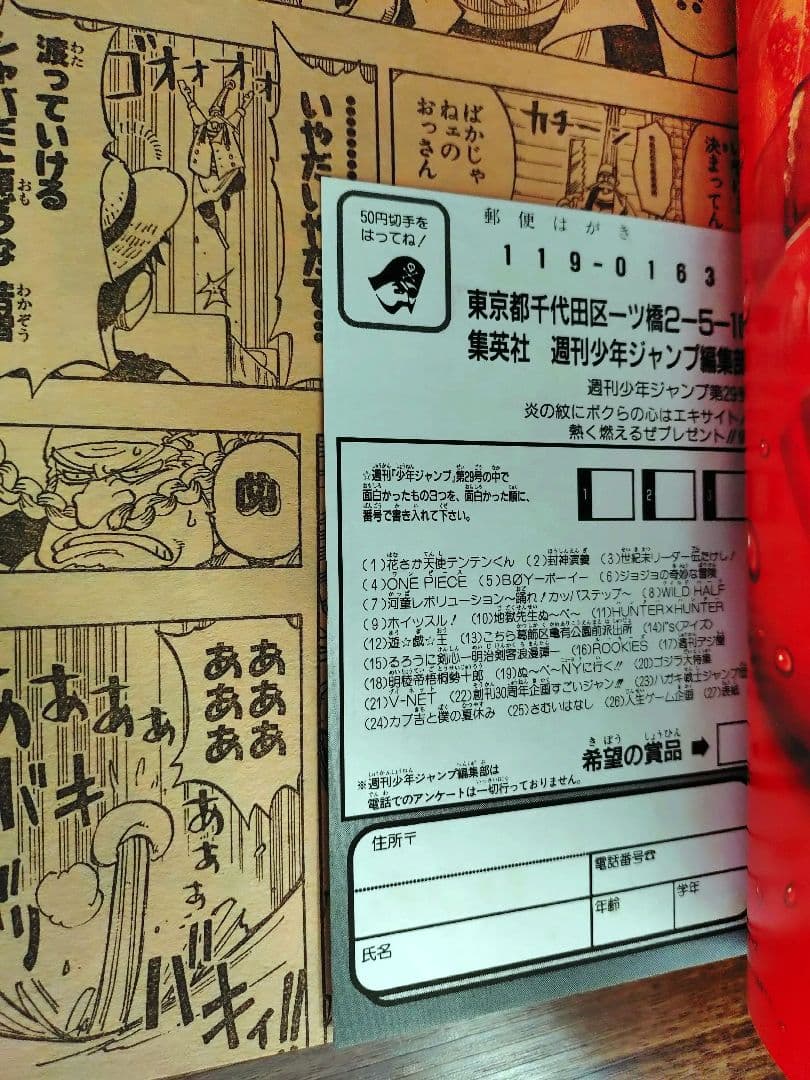 ゴオォオォ
いやだいやだて…
渡っていける
若僧
ばかじゃ
ねェの
おっさん
カチーン
決まってん
ぬ
あああ
あああ
あああぁ
バキ
あぁぁ
バキィ!!
50円切手を
はってね!
郵便はがき
119-0163
東京都千代田区一ツ橋2-5-10
集英社 週刊少年ジャンプ編集部
週刊少年ジャンプ第29号
炎の紋にボクらの心はエキサイト
熱く燃えるぜプレゼント!!
☆週刊「少年ジャンプ」第29号の中で
面白かったもの3つを、面白かった順に、
番号で書き入れて下さい。
1 2 3
(1)花さか天使テンテンくん (2)封神演義 (3)世紀末リーダー伝たけし!
(4)ONE PIECE (5)BØY-ボーイー (6)ジョジョの奇妙な冒険
(7)河童レボリューション〜踊れ!カッパステップ〜 (8)WILD HALF
(9)ホイッスル! (10)地獄先生ぬ〜べ〜 (11)HUNTER×HUNTER
(12)遊☆戯☆王 (13)こちら葛飾区亀有公園前派出所 (14)I"s(アイズ)
(15)るろうに剣心-明治剣客浪漫譚- (16)ROOKIES (17)週刊デジ屋
(18)明稜帝梧桐勢十郎 (19)ぬ〜べ〜NYに行く!! (20)ゴジラ大特集
(21)V-NET (22)創刊30周年企画すごいジャン!!! (23)ハガキ戦士ジャンプ団
(24)カプ吉と僕の夏休み (25)さむいはなし (26)人生ゲーム企画 (27)表紙
希望の賞品
※週刊少年ジャンプ編集部は
電話でのアンケートは一切行っておりません。
住所〒
電話番号☎
年齢
学年
氏名